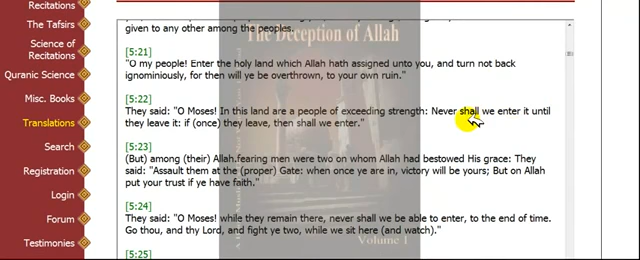 Recitations
The Tafsirs
Science of
Recitations
Quranic Science
Misc. Books
Translations
Search
Registration
Login
Forum
Testimonies
given to any other among the peoples.
The Deception of Allah
[5:21]
"O my people! Enter the holy land which Allah hath assigned unto you, and turn not back
ignominiously, for then will ye be overthrown, to your own ruin."
[5:22]
They said: "O Moses! In this land are a people of exceeding strength: Never shall we enter it until
they leave it: if (once) they leave, then shall we enter."
[5:23]
(But) among (their) Allah.fearing men were two on whom Allah had bestowed His grace: They
said: "Assault them at the (proper) Gate: when once ye are in, victory will be yours; But on Allah
put your trust if ye have faith."
[5:24]
They said: "O Moses! while they remain there, never shall we be able to enter, to the end of time.
Go thou, and thy Lord, and fight ye two, while we sit here (and watch)."
Volume 1
[5:25]